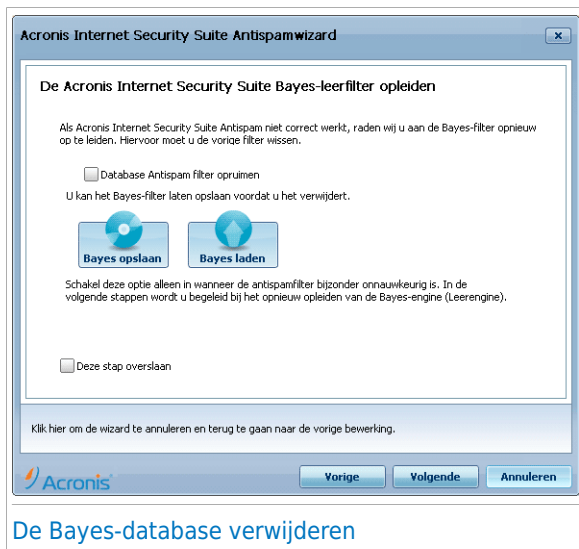 Acronis Internet Security Suite Antispamwizard
De Acronis Internet Security Suite Bayes-leerfilter opleiden
Als Acronis Internet Security Suite Antispam niet correct werkt, raden wij u aan de Bayes-filter opnieuw
op te leiden. Hiervoor moet u de vorige filter wissen.
Database Antispam filter opruimen
U kan het Bayes-filter laten opslaan voordat u het verwijdert.
Bayes opslaan
Bayes laden
Schakel deze optie alleen in wanneer de antispamfilter bijzonder onnauwkeurig is. In de
volgende stappen wordt u begeleid bij het opnieuw opleiden van de Bayes-engine (Leerengine).
Deze stap overslaan
Klik hier om de wizard te annuleren en terug te gaan naar de vorige bewerking.
Acronis
Vorige
Volgende
Annuleren
De Bayes-database verwijderen